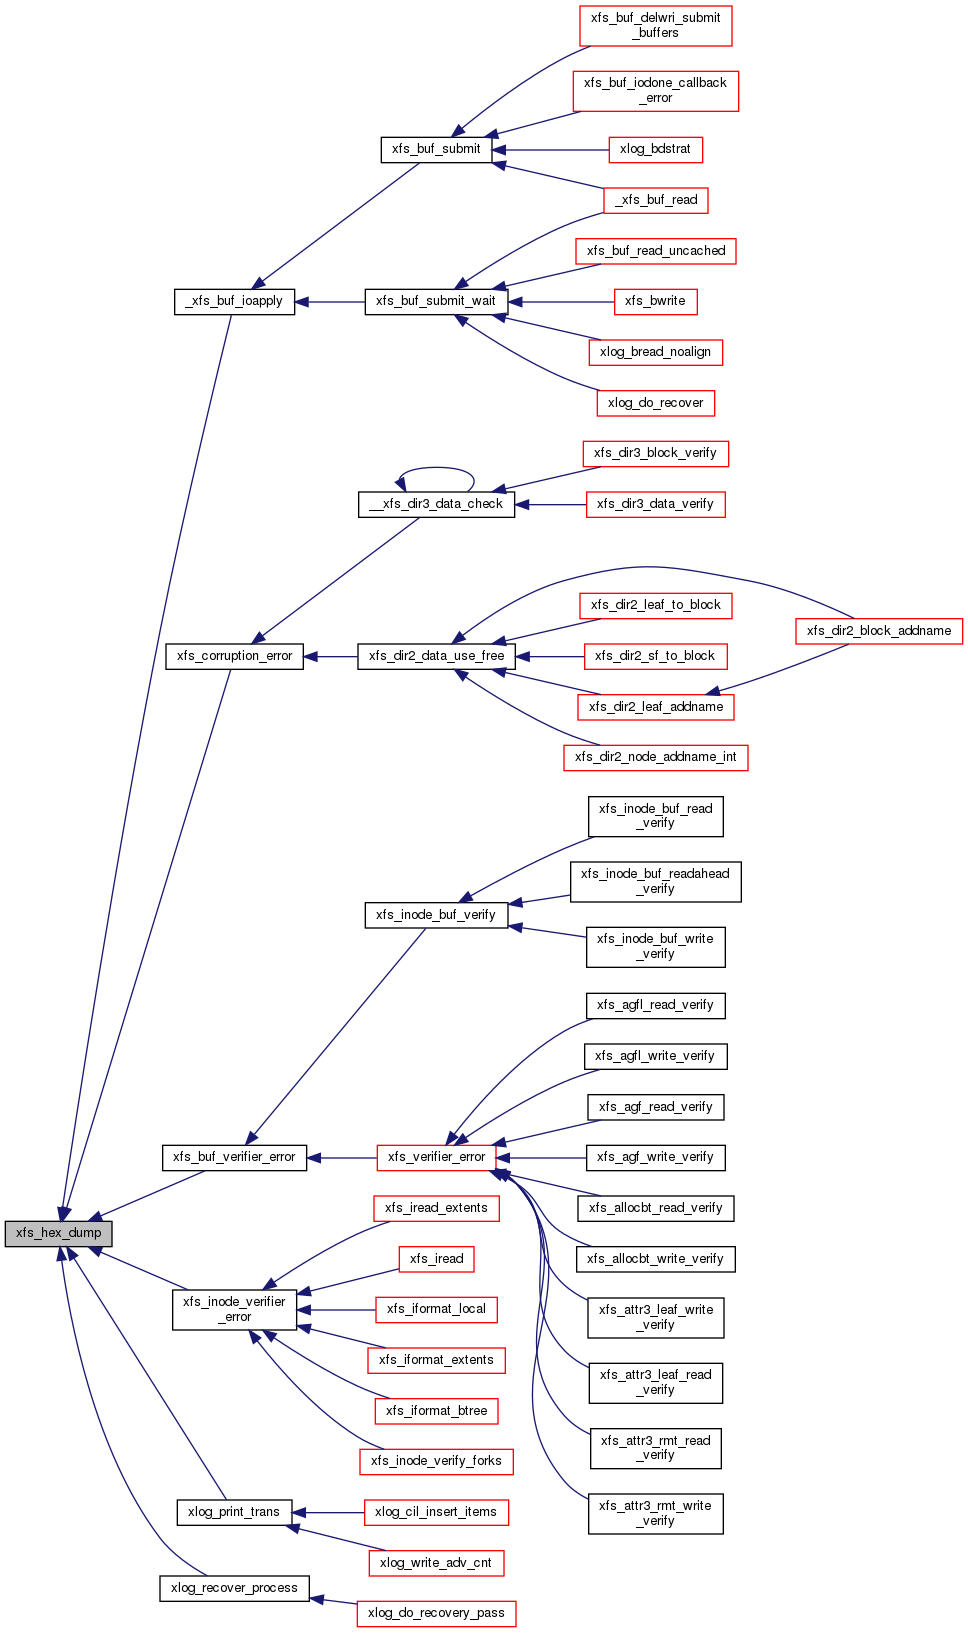 xfs_buf_delwri_submit
_buffers
xfs_buf_iodone_callback
_error
xfs_buf_submit
xlog_bdstrat
_xfs_buf_read
xfs_buf_read_uncached
_xfs_buf_ioapply
xfs_buf_submit_wait
xfs_bwrite
xlog_bread_noalign
xlog_do_recover
xfs_dir3_block_verify
__xfs_dir3_data_check
xfs_dir3_data_verify
xfs_dir2_leaf_to_block
xfs_dir2_block_addname
xfs_corruption_error
xfs_dir2_data_use_free
xfs_dir2_sf_to_block
xfs_dir2_leaf_addname
xfs_dir2_node_addname_int
xfs_inode_buf_read
_verify
xfs_inode_buf_readahead
_verify
xfs_inode_buf_verify
xfs_inode_buf_write
_verify
xfs_agfl_read_verify
xfs_agfl_write_verify
xfs_agf_read_verify
xfs_buf_verifier_error
xfs_verifier_error
xfs_agf_write_verify
xfs_allocbt_read_verify
xfs_hex_dump
xfs_iread_extents
xfs_allocbt_write_verify
xfs_iread
xfs_inode_verifier
_error
xfs_iformat_local
xfs_attr3_leaf_write
_verify
xfs_iformat_extents
xfs_attr3_leaf_read
_verify
xfs_iformat_btree
xfs_attr3_rmt_read
_verify
xfs_inode_verify_forks
xfs_attr3_rmt_write
_verify
xlog_print_trans
xlog_cil_insert_items
xlog_write_adv_cnt
xlog_recover_process
xlog_do_recovery_pass